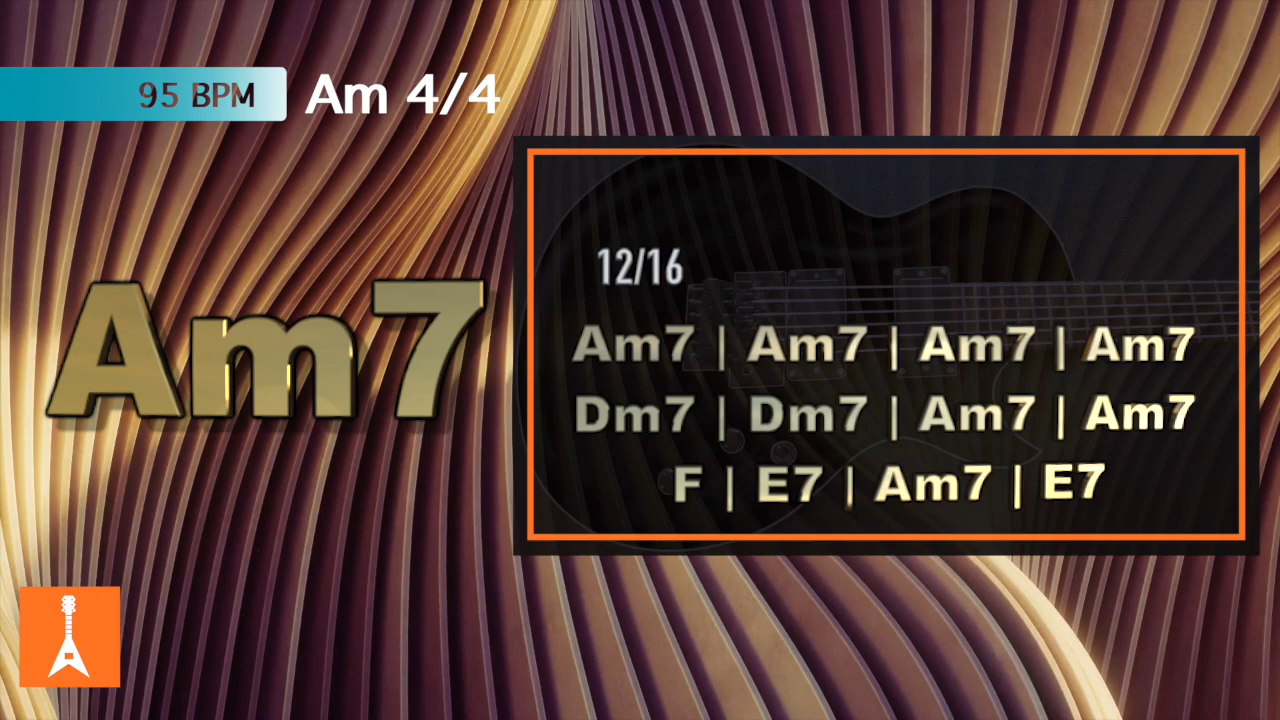 95 BPM Am 4/4
12/16
Am7
Am7 | Am7 | Am7 | Am7
Dm7 | Dm7 | Am7 | Am7
F | E7 | Am7 | E7